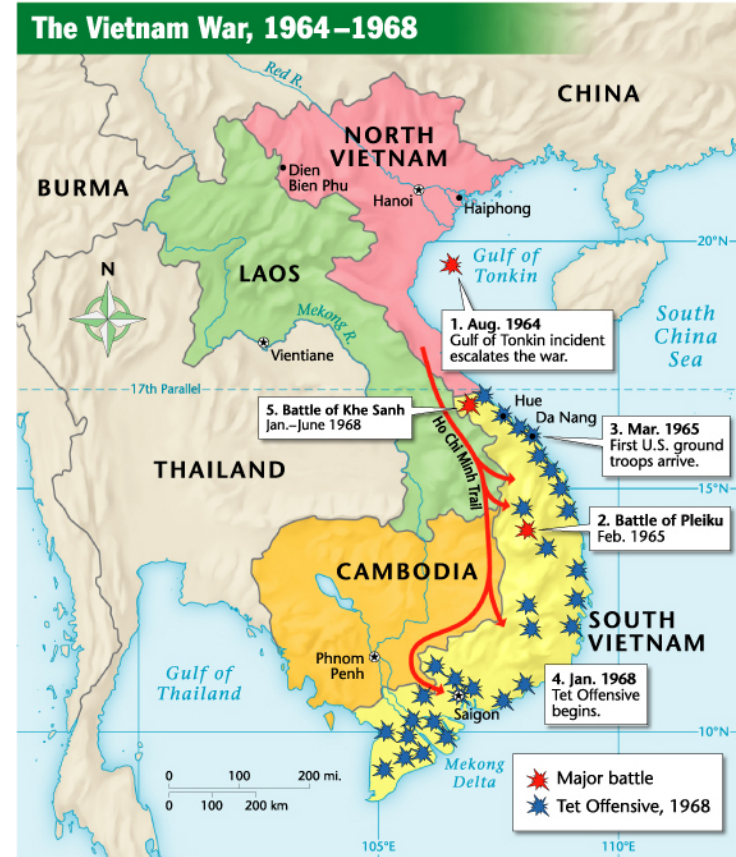 The Vietnam War, 1964–1968
Red R.
CHINA
NORTH
VIETNAM
Dien
Bien Phu
BURMA
Hanoi
Haiphong
20°N
Gulf of
Tonkin
N
LAOS
Mekong R.
1. Aug. 1964
Gulf of Tonkin incident
escalates the war.
South
China
Sea
Vientiane
17th Parallel
5. Battle of Khe Sanh
Jan.–June 1968
Hue
Da Nang
3. Mar. 1965
First U.S. ground
troops arrive.
Ho Chi Minh Trail
THAILAND
15°N
2. Battle of Pleiku
Feb. 1965
CAMBODIA
SOUTH
VIETNAM
Phnom
Penh
Gulf of
Thailand
4. Jan. 1968
Tet Offensive
begins.
Saigon
10°N
0 100 200 mi.
0 100 200 km
Mekong
Delta
Major battle
Tet Offensive, 1968
105°E
110°E